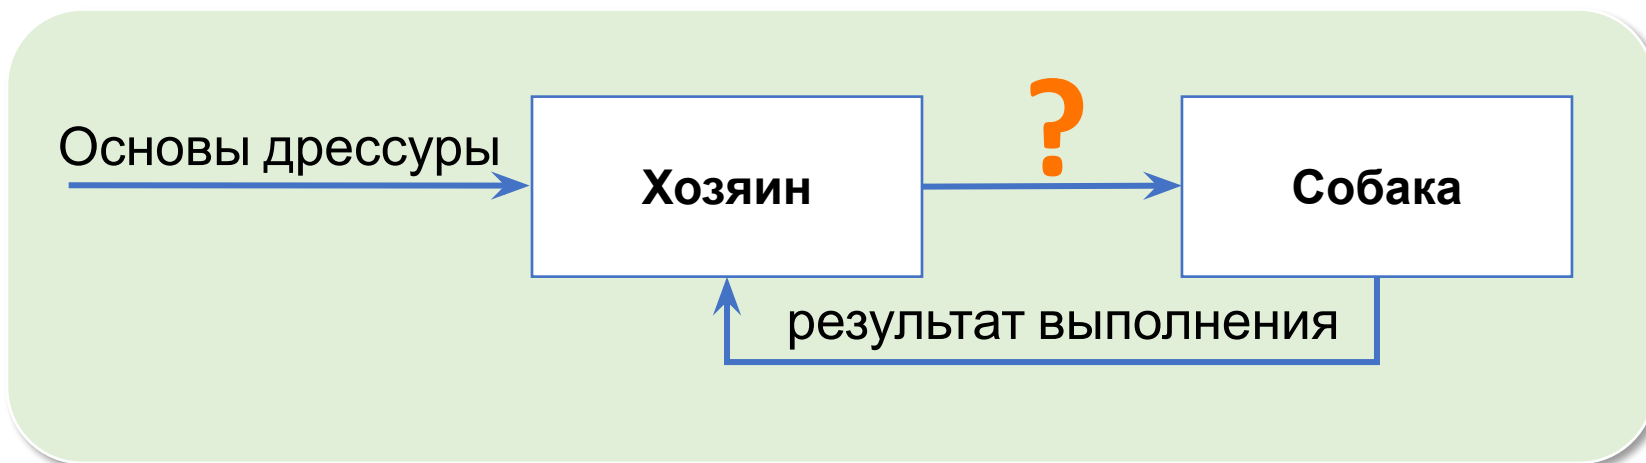 Основы дрессуры
Хозяин
?
Собака
результат выполнения